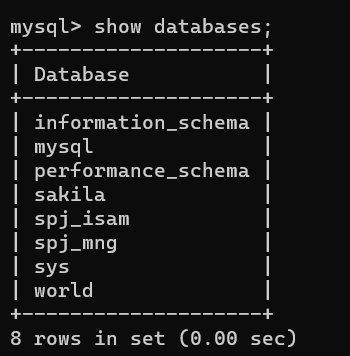 mysql> show databases;
+--------------------+
| Database           |
+--------------------+
| information_schema |
| mysql              |
| performance_schema |
| sakila             |
| spj_isam           |
| spj_mng            |
| sys                |
| world              |
+--------------------+
8 rows in set (0.00 sec)